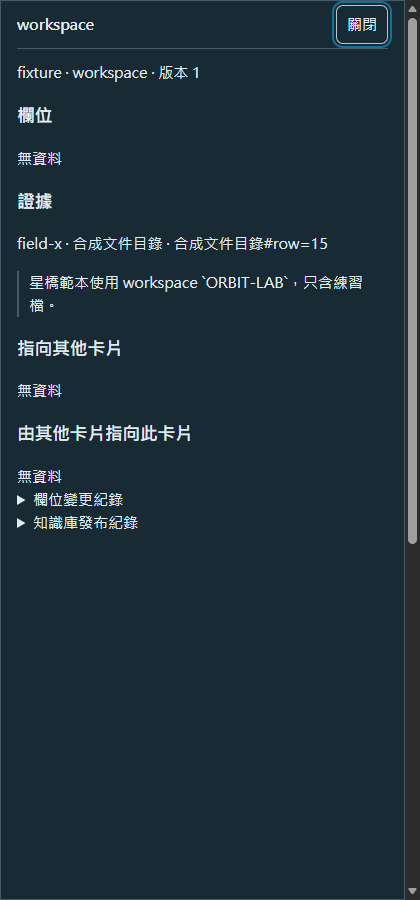 workspace
關閉
fixture · workspace · 版本 1
欄位
無資料
證據
field-x · 合成文件目錄 · 合成文件目錄#row=15
星橋範本使用 workspace `ORBIT-LAB`，只含練習
檔。
指向其他卡片
無資料
由其他卡片指向此卡片
無資料
▶ 欄位變更紀錄
▶ 知識庫發布紀錄